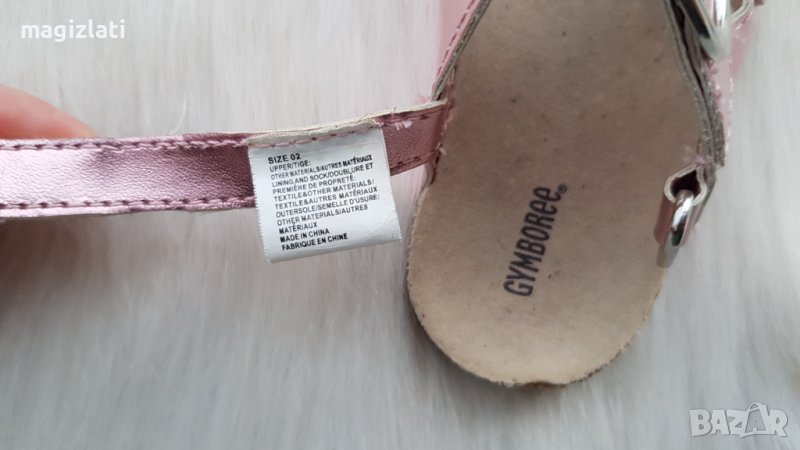 magizlati
SIZE 02
UPPER/TIGE:
OTHER MATERIALS/AUTRES MATÉRIAUX
LINING AND SOCK/DOUBLURE ET
PREMIÈRE DE PROPRETÉ:
TEXTILE&OTHER MATERIALS/
TEXTILE&AUTRES MATÉRIAUX
OUTERSOLE/SEMELLE D'USURE:
OTHER MATERIALS/AUTRES
MATÉRIAUX
MADE IN CHINA
FABRIQUE EN CHINE
GYMBOREE®
BAZAR